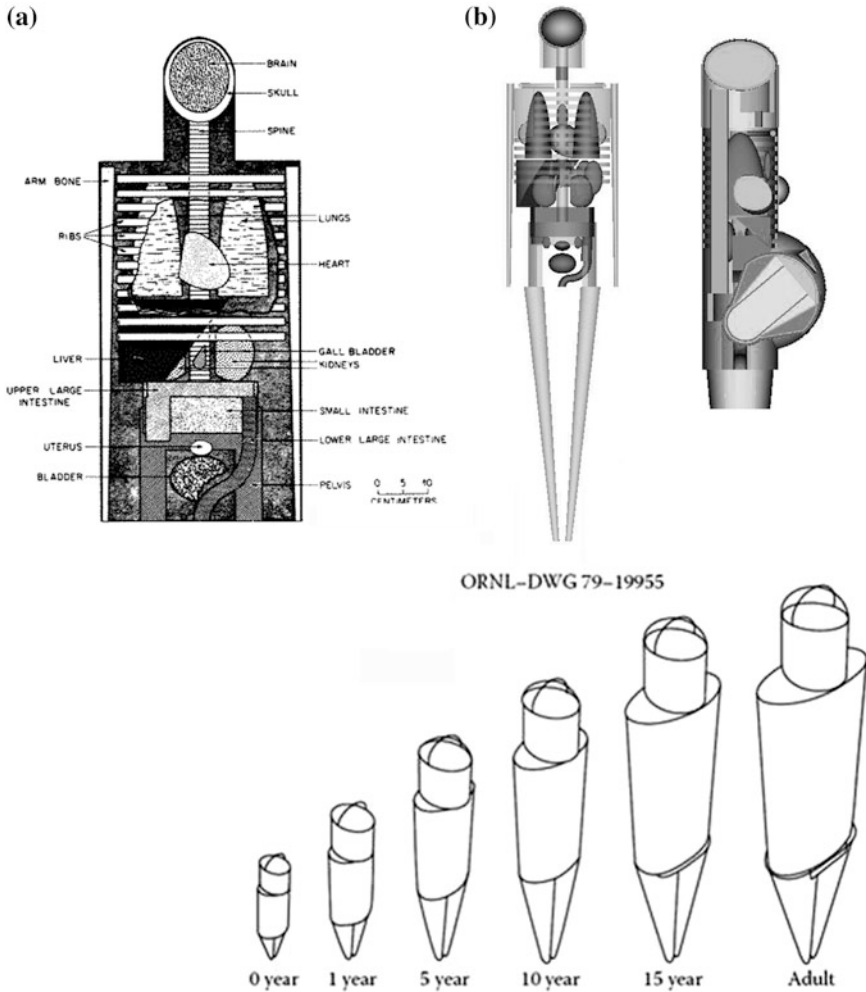 (a)
BRAIN
SKULL
SPINE
ARM BONE
LUNGS
RIBS
HEART
LIVER
GALL BLADDER
KIDNEYS
UPPER LARGE
INTESTINE
SMALL INTESTINE
UTERUS
LOWER LARGE INTESTINE
BLADDER
PELVIS
0 5 10
CENTIMETERS
(b)
ORNL-DWG 79-19955
0 year
1 year
5 year
10 year
15 year
Adult